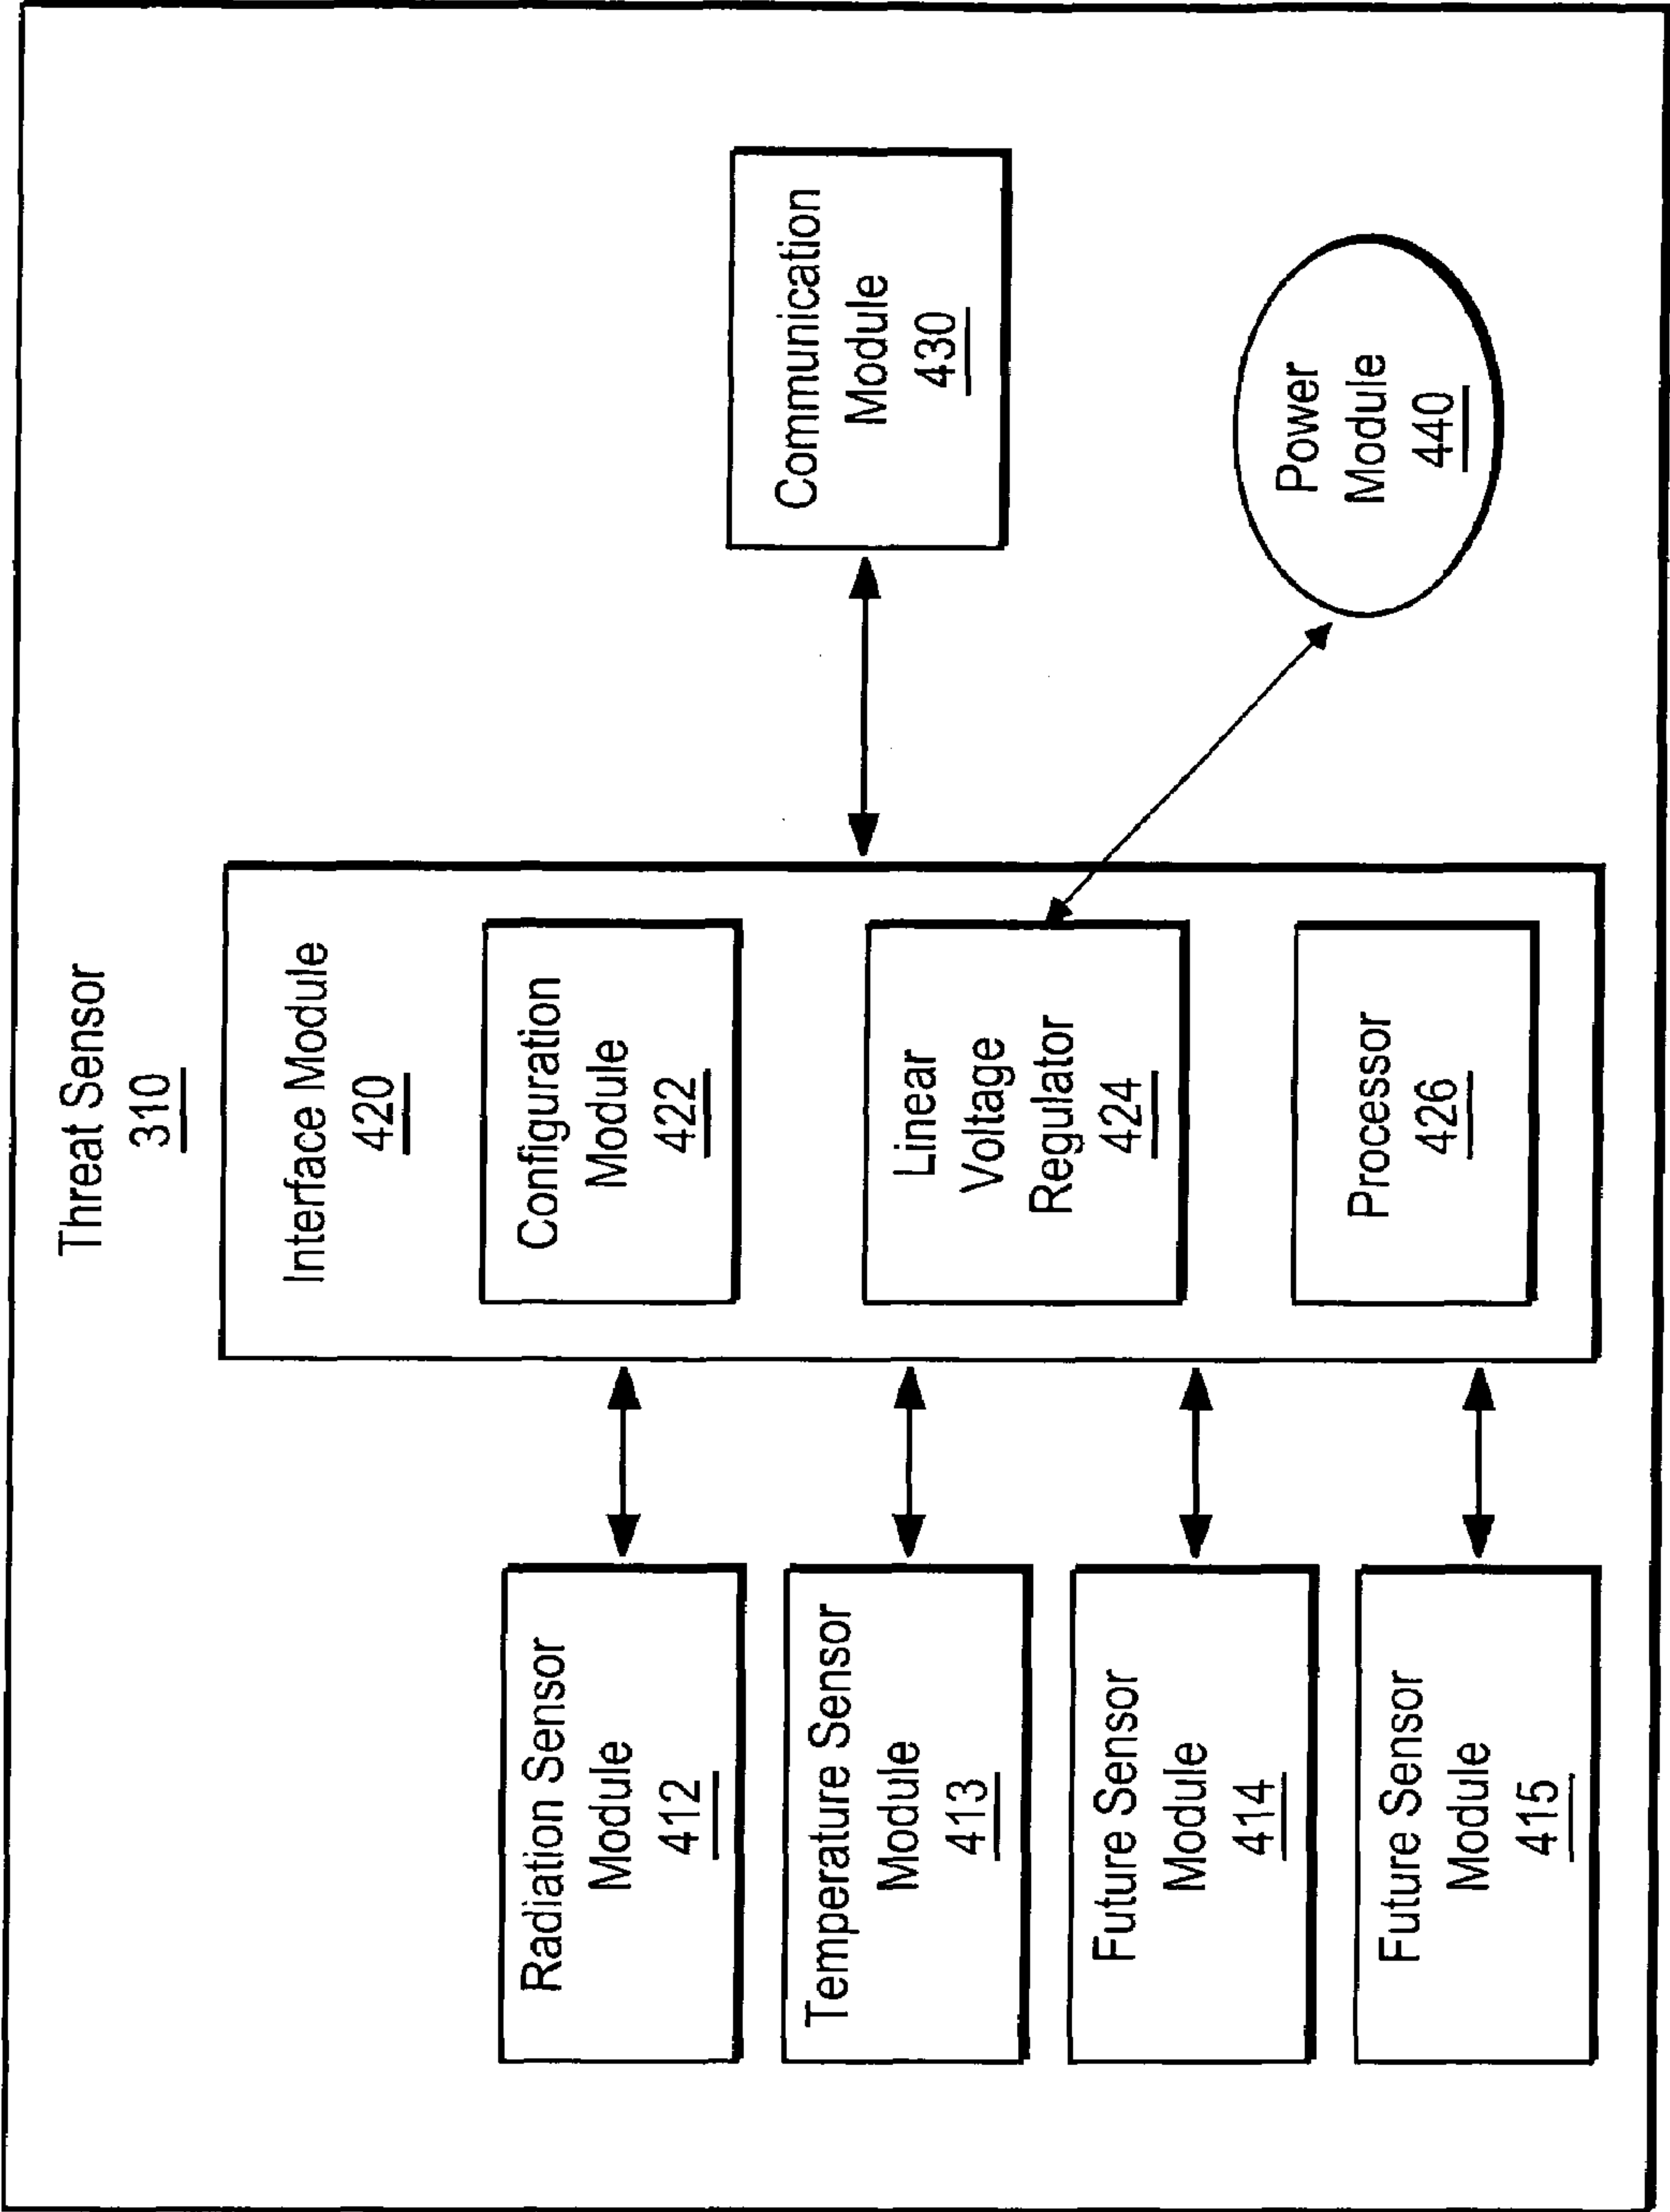 Threat Sensor
310
Radiation Sensor
Module
412
Temperature Sensor
Module
413
Future Sensor
Module
414
Future Sensor
Module
415
Interface Module
420
Configuration
Module
422
Linear
Voltage
Regulator
424
Processor
426
Communication
Module
430
Power
Module
440